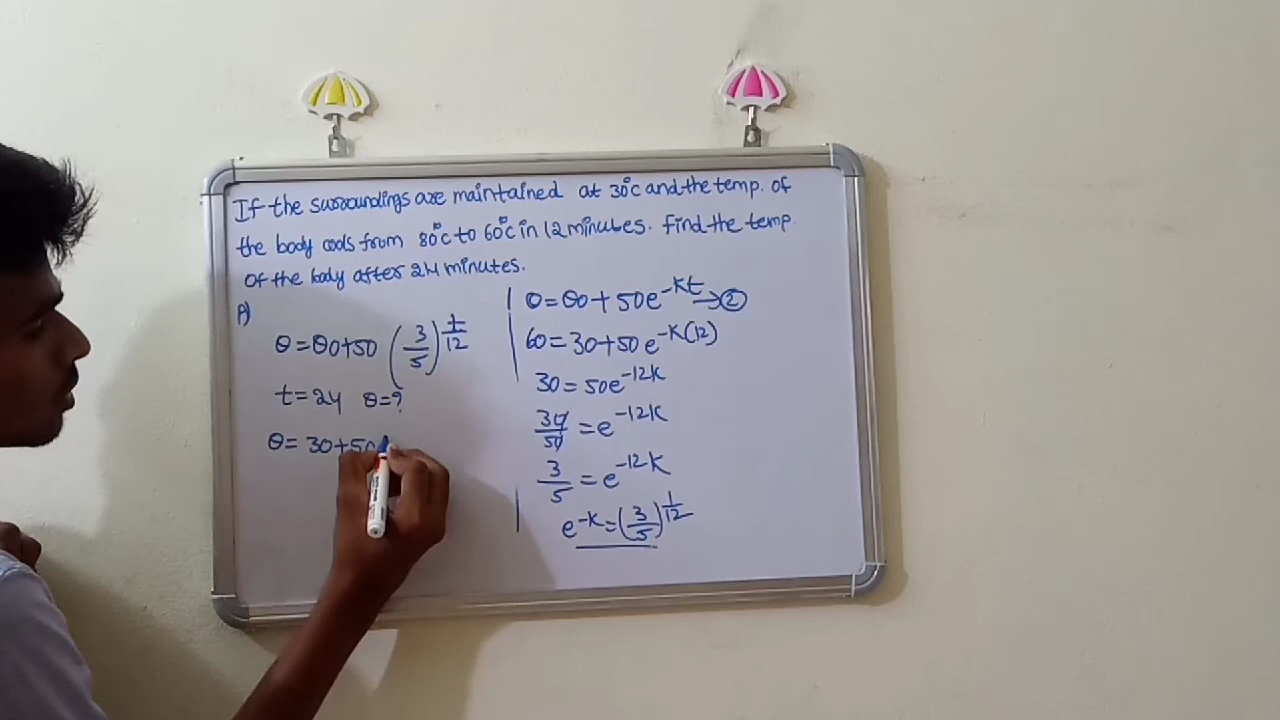 If the surroundings are maintained at 30°C and the temp. of
the body cools from 80°C to 60°C in 12 minutes. Find the temp
of the body after 24 minutes.
A)
θ=θ0+50 (3/5)^t/12
t=24 θ=?
θ= 30+50
θ=θ0+50e^-Kt→②
60=30+50e^-K(12)
30=50e^-12K
30/50=e^-12K
3/5=e^-12K
e^-K=(3/5)^1/12